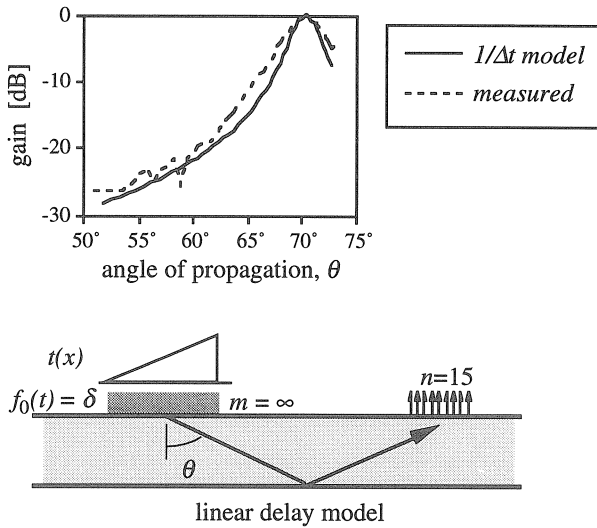 gain [dB]
0
-10
-20
-30
50˚ 55˚ 60˚ 65˚ 70˚ 75˚
angle of propagation, θ
1/Δt model
measured
t(x)
f₀(t) = δ
m = ∞
n=15
θ
linear delay model